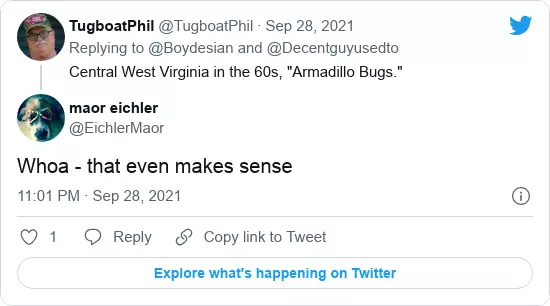 TugboatPhil @TugboatPhil · Sep 28, 2021
Replying to @Boydesian and @Decentguyusedto
Central West Virginia in the 60s, "Armadillo Bugs."
maor eichler
@EichlerMaor
Whoa - that even makes sense
11:01 PM · Sep 28, 2021
1 Reply Copy link to Tweet
Explore what's happening on Twitter